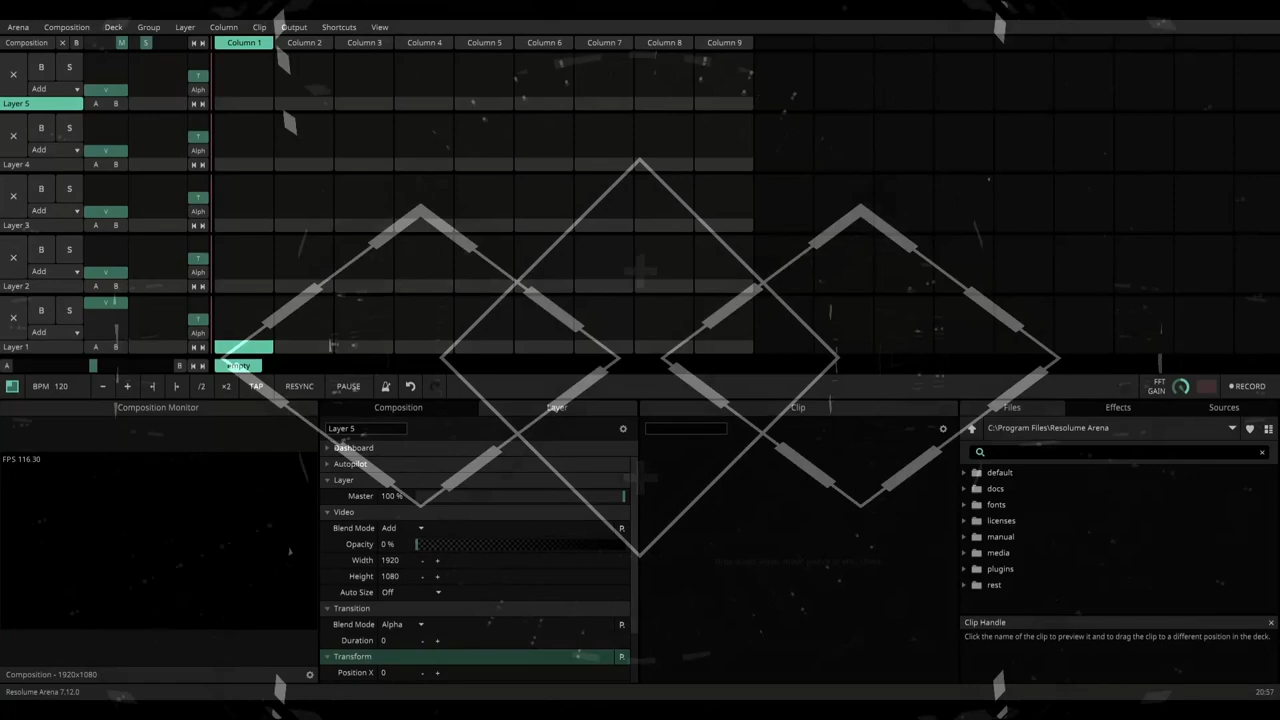 Arena Composition Deck Group Layer Column Clip Output Shortcuts View
Composition × B M S Column 1 Column 2 Column 3 Column 4 Column 5 Column 6 Column 7 Column 8 Column 9
B S T
Add V Alph
Layer 5 A B
B S T
Add V Alph
Layer 4 A B
B S T
Add V Alph
Layer 3 A B
B S T
Add V Alph
Layer 2 A B
V
B S T
Add Alph
Layer 1 A B
A B empty
BPM 120 - + /2 ×2 TAP RESYNC PAUSE FFT GAIN RECORD
Composition Monitor Composition Layer Clip Files Effects Sources
Layer 5 C:\Program Files\Resolume Arena
Dashboard
FPS 116.30
Autopilot
Layer
Master 100 %
Video
Blend Mode Add
Opacity 0 %
Width 1920 - +
Height 1080 - +
Auto Size Off
Transition
Blend Mode Alpha
Duration 0 - +
Transform
Position X 0 - +
default
docs
fonts
licenses
manual
media
plugins
rest
Clip Handle
Click the name of the clip to preview it and to drag the clip to a different position in the deck.
Composition - 1920x1080
Resolume Arena 7.12.0 20:57